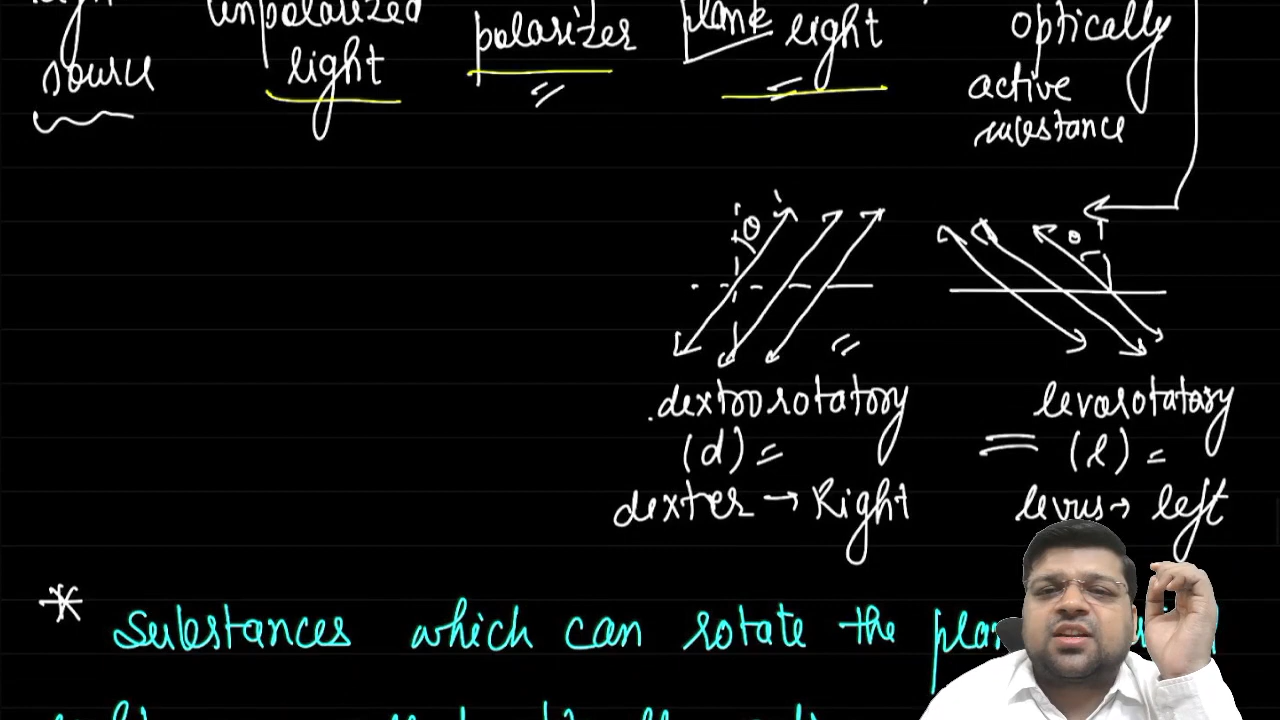 light
source
unpolarized
light
polarizer
plane
light
optically
active
substance
θ
θ
dextrorotatory
(d) =
dexter → Right
levorotatory
= (l) =
levus → left
* Substances which can rotate the